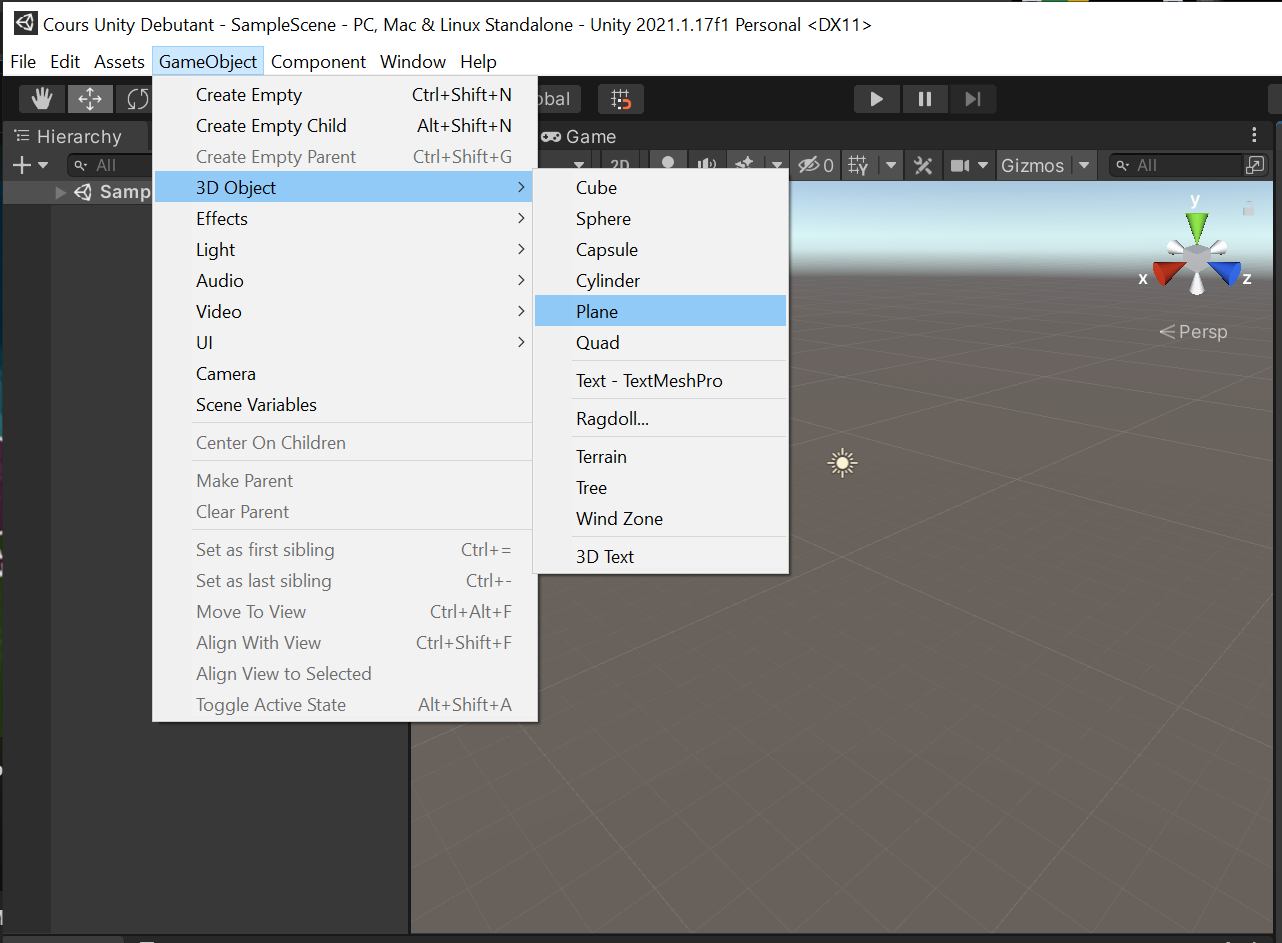 Cours Unity Debutant - SampleScene - PC, Mac & Linux Standalone - Unity 2021.1.17f1 Personal <DX11>
File Edit Assets GameObject Component Window Help
Create Empty Ctrl+Shift+N
Create Empty Child Alt+Shift+N
Create Empty Parent Ctrl+Shift+G
3D Object
Effects
Light
Audio
Video
UI
Camera
Scene Variables
Center On Children
Make Parent
Clear Parent
Set as first sibling Ctrl+=
Set as last sibling Ctrl+-
Move To View Ctrl+Alt+F
Align With View Ctrl+Shift+F
Align View to Selected
Toggle Active State Alt+Shift+A
Cube
Sphere
Capsule
Cylinder
Plane
Quad
Text - TextMeshPro
Ragdoll...
Terrain
Tree
Wind Zone
3D Text
Hierarchy
All
Samp
obal
Game
2D 0 Gizmos All
y
x z
Persp